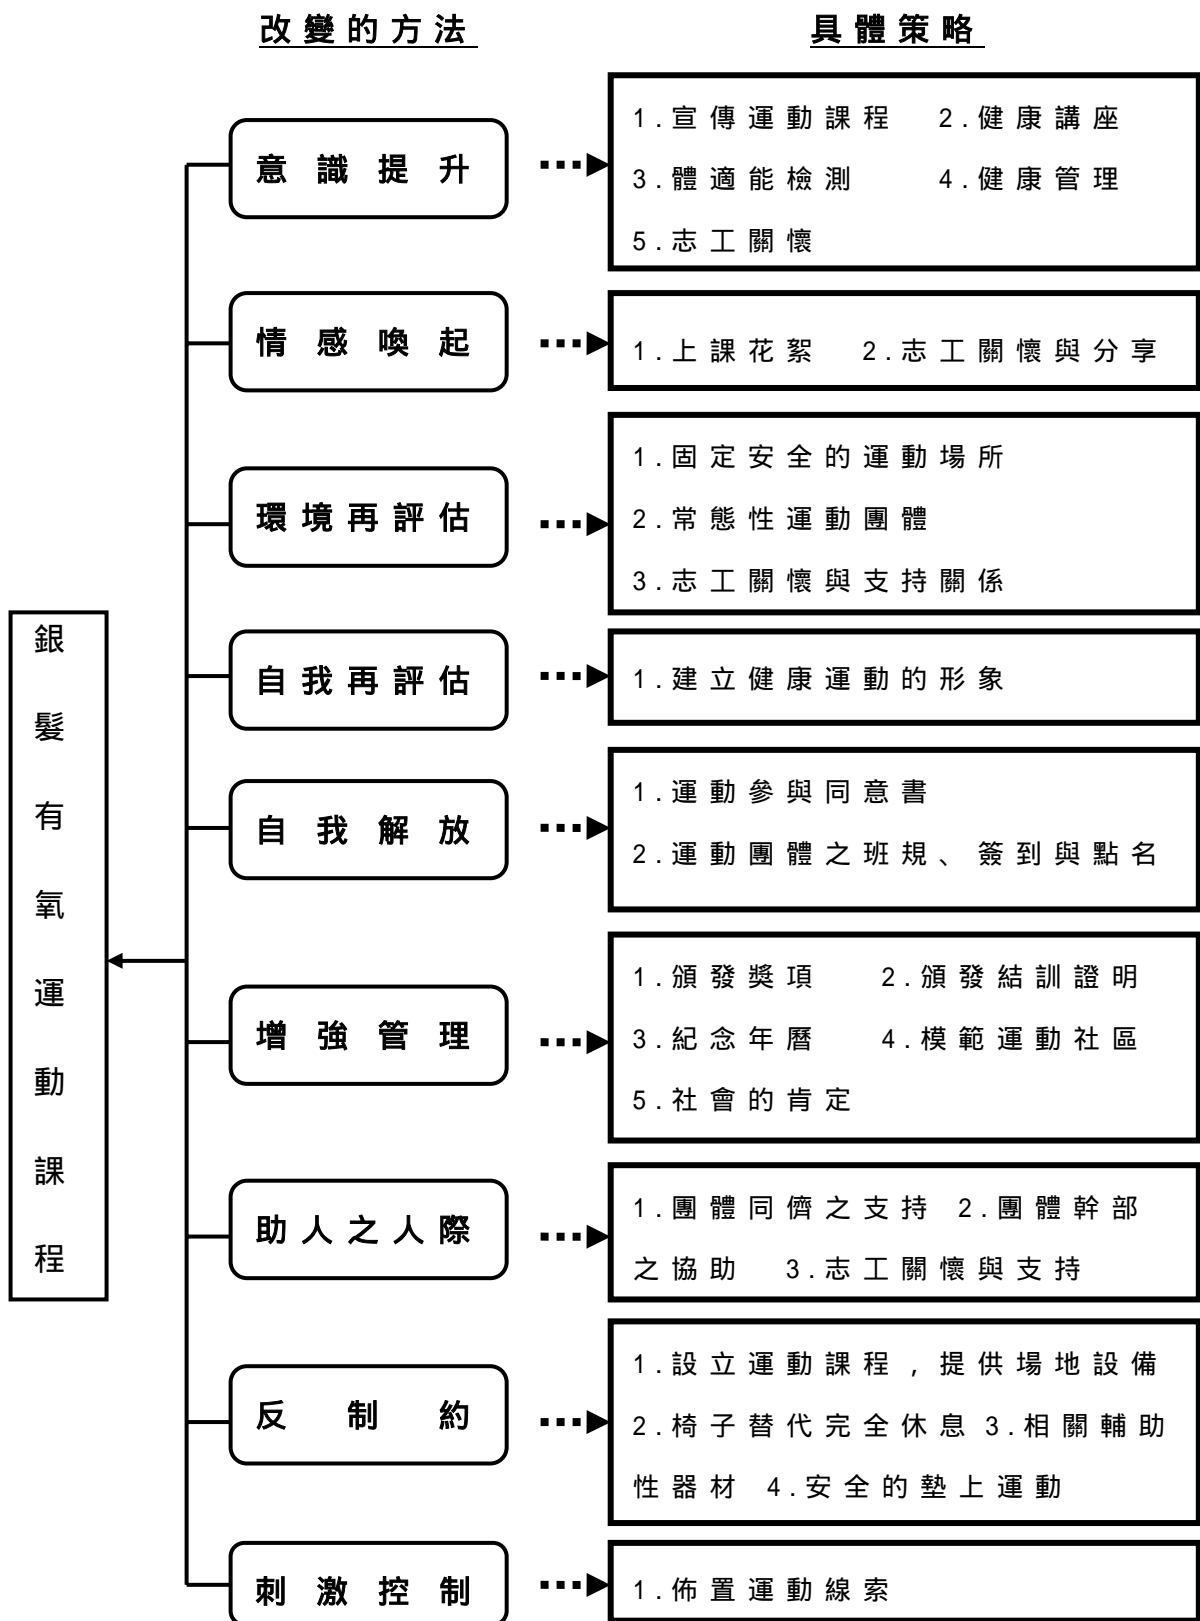 改變的方法 具體策略
意識提升
1.宣傳運動課程 2.健康講座
3.體適能檢測 4.健康管理
5.志工關懷
情感喚起
1.上課花絮 2.志工關懷與分享
環境再評估
1.固定安全的運動場所
2.常態性運動團體
3.志工關懷與支持關係
自我再評估
1.建立健康運動的形象
自我解放
1.運動參與同意書
2.運動團體之班規、簽到與點名
增強管理
1.頒發獎項 2.頒發結訓證明
3.紀念年曆 4.模範運動社區
5.社會的肯定
助人之人際
1.團體同儕之支持 2.團體幹部
之協助 3.志工關懷與支持
反制約
1.設立運動課程,提供場地設備
2.椅子替代完全休息 3.相關輔助
性器材 4.安全的墊上運動
刺激控制
1.佈置運動線索
銀髮有氧運動課程